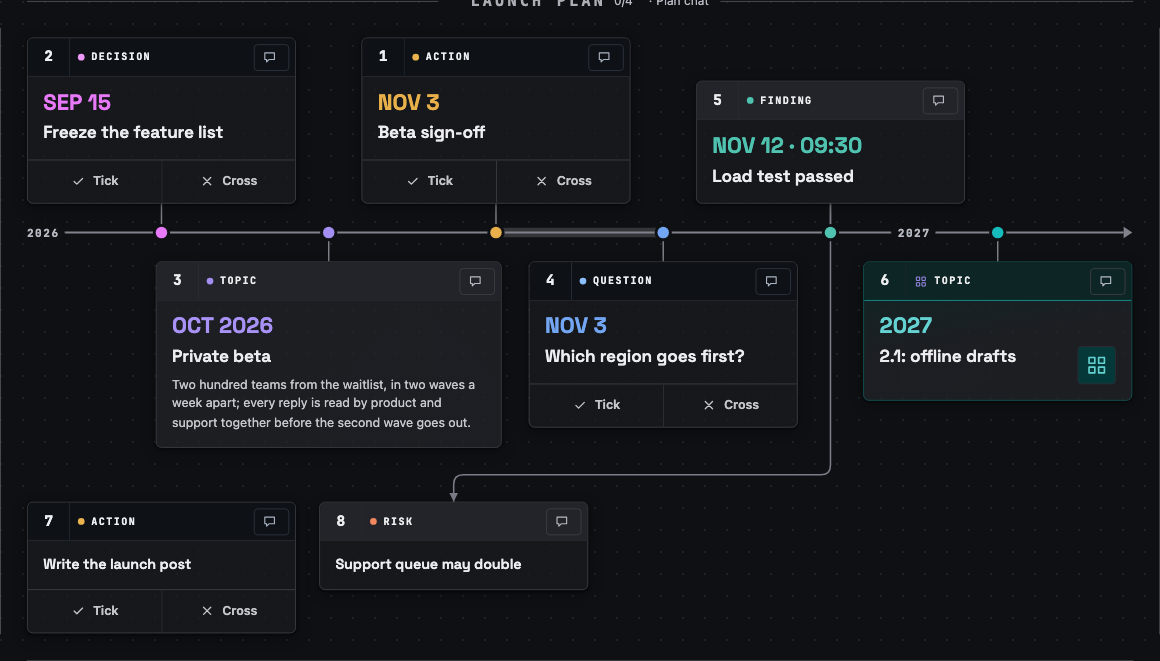 LAUNCH PLAN 0/4 · Plan chat
2 DECISION
SEP 15
Freeze the feature list
Tick Cross
1 ACTION
NOV 3
Beta sign-off
Tick Cross
5 FINDING
NOV 12 · 09:30
Load test passed
2026
2027
3 TOPIC
OCT 2026
Private beta
Two hundred teams from the waitlist, in two waves a
week apart; every reply is read by product and
support together before the second wave goes out.
4 QUESTION
NOV 3
Which region goes first?
Tick Cross
6 TOPIC
2027
2.1: offline drafts
7 ACTION
Write the launch post
Tick Cross
8 RISK
Support queue may double